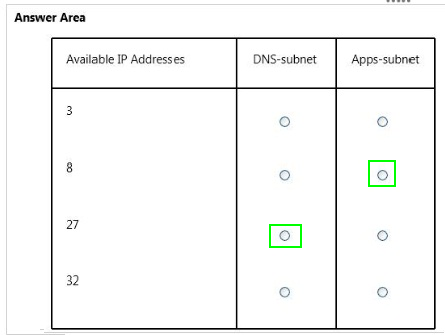 Answer Area
Available IP Addresses DNS-subnet Apps-subnet
3
8
27
32